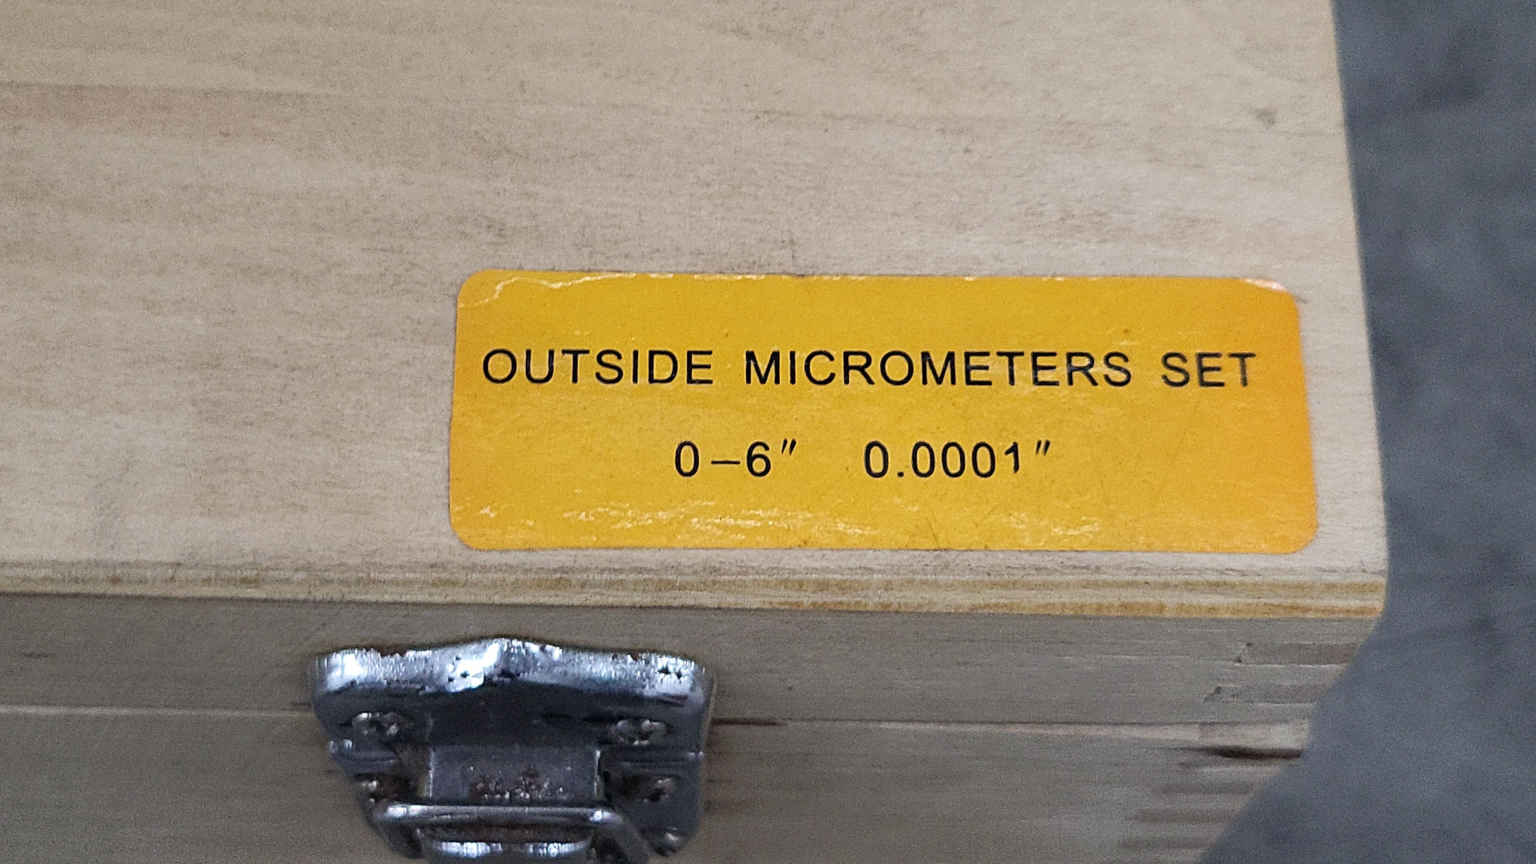 OUTSIDE MICROMETERS SET
0–6″ 0.0001″